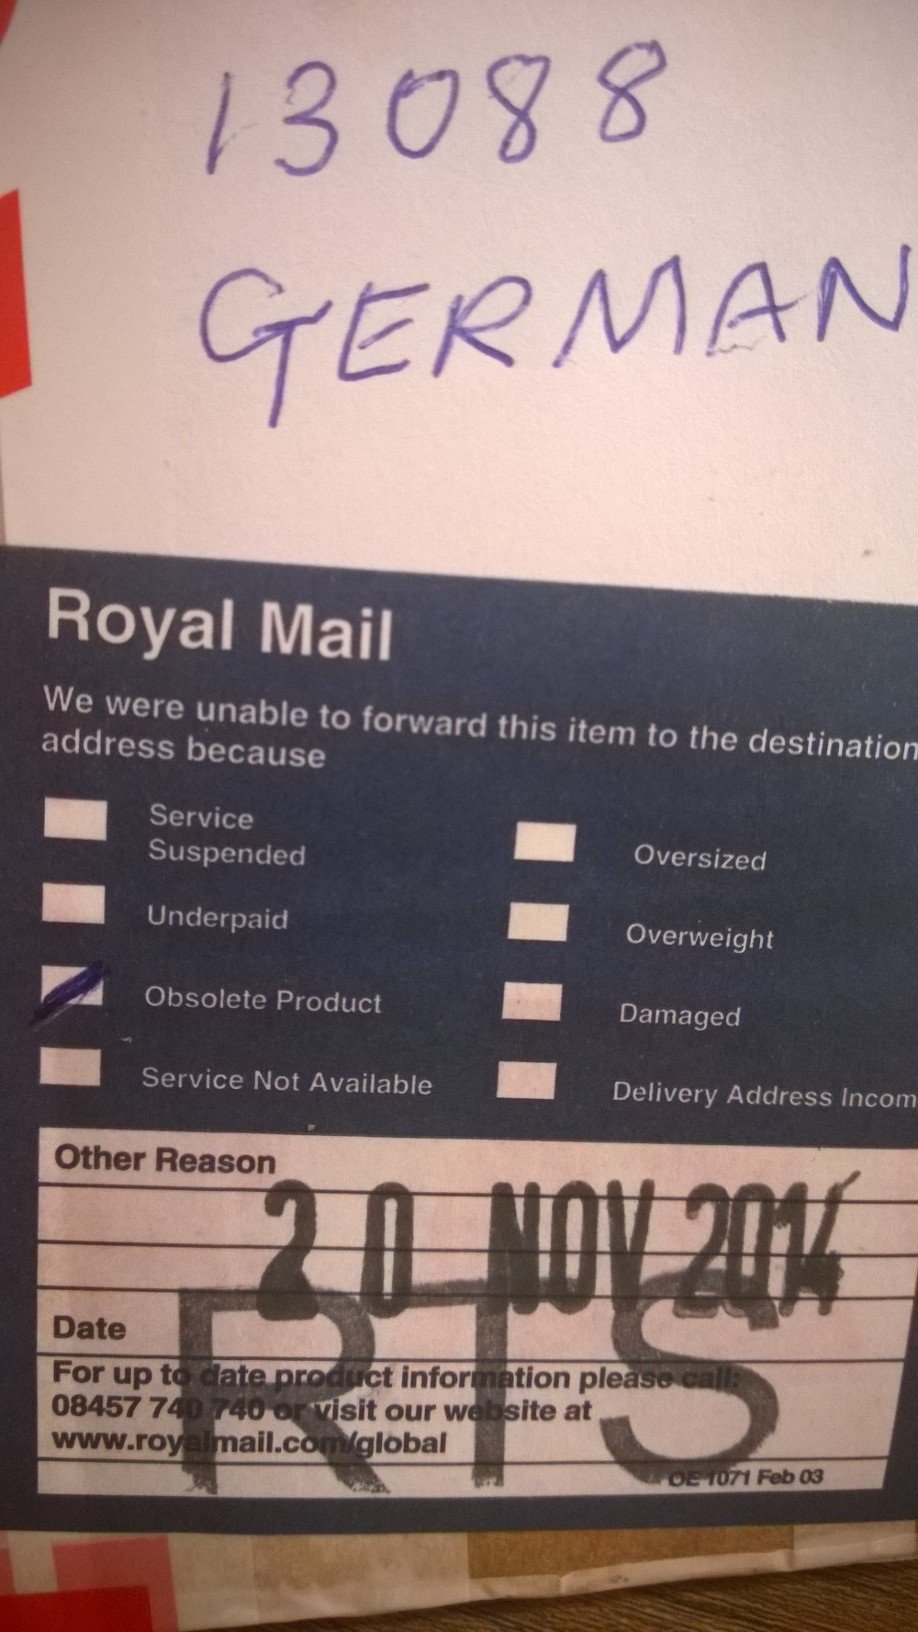 13088
GERMAN
Royal Mail
We were unable to forward this item to the destination
address because
Service
Suspended
Oversized
Underpaid
Overweight
Obsolete Product
Damaged
Service Not Available
Delivery Address Incom
Other Reason
20 NOV 2014
RTS
Date
For up to date product information please call:
08457 740 740 or visit our website at
www.royalmail.com/global
OE 1071 Feb 03